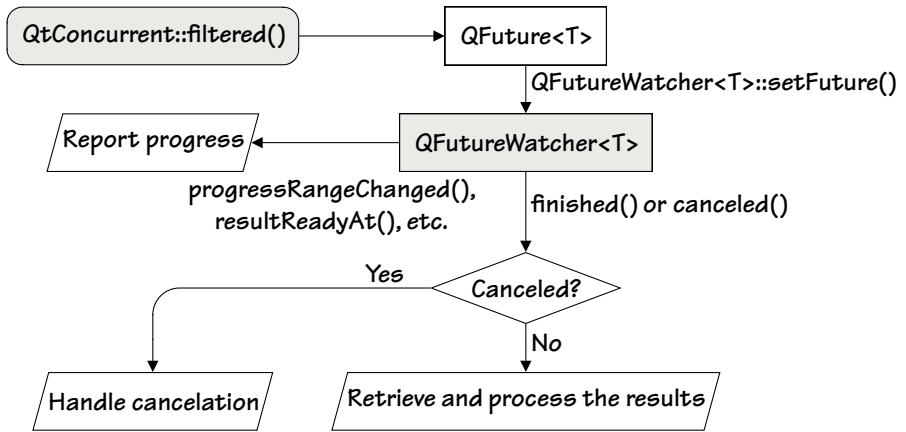 QtConcurrent::filtered()
QFuture<T>
QFutureWatcher<T>::setFuture()
Report progress
QFutureWatcher<T>
progressRangeChanged(),
resultReadyAt(), etc.
finished() or canceled()
Yes
Canceled?
No
Handle cancelation
Retrieve and process the results